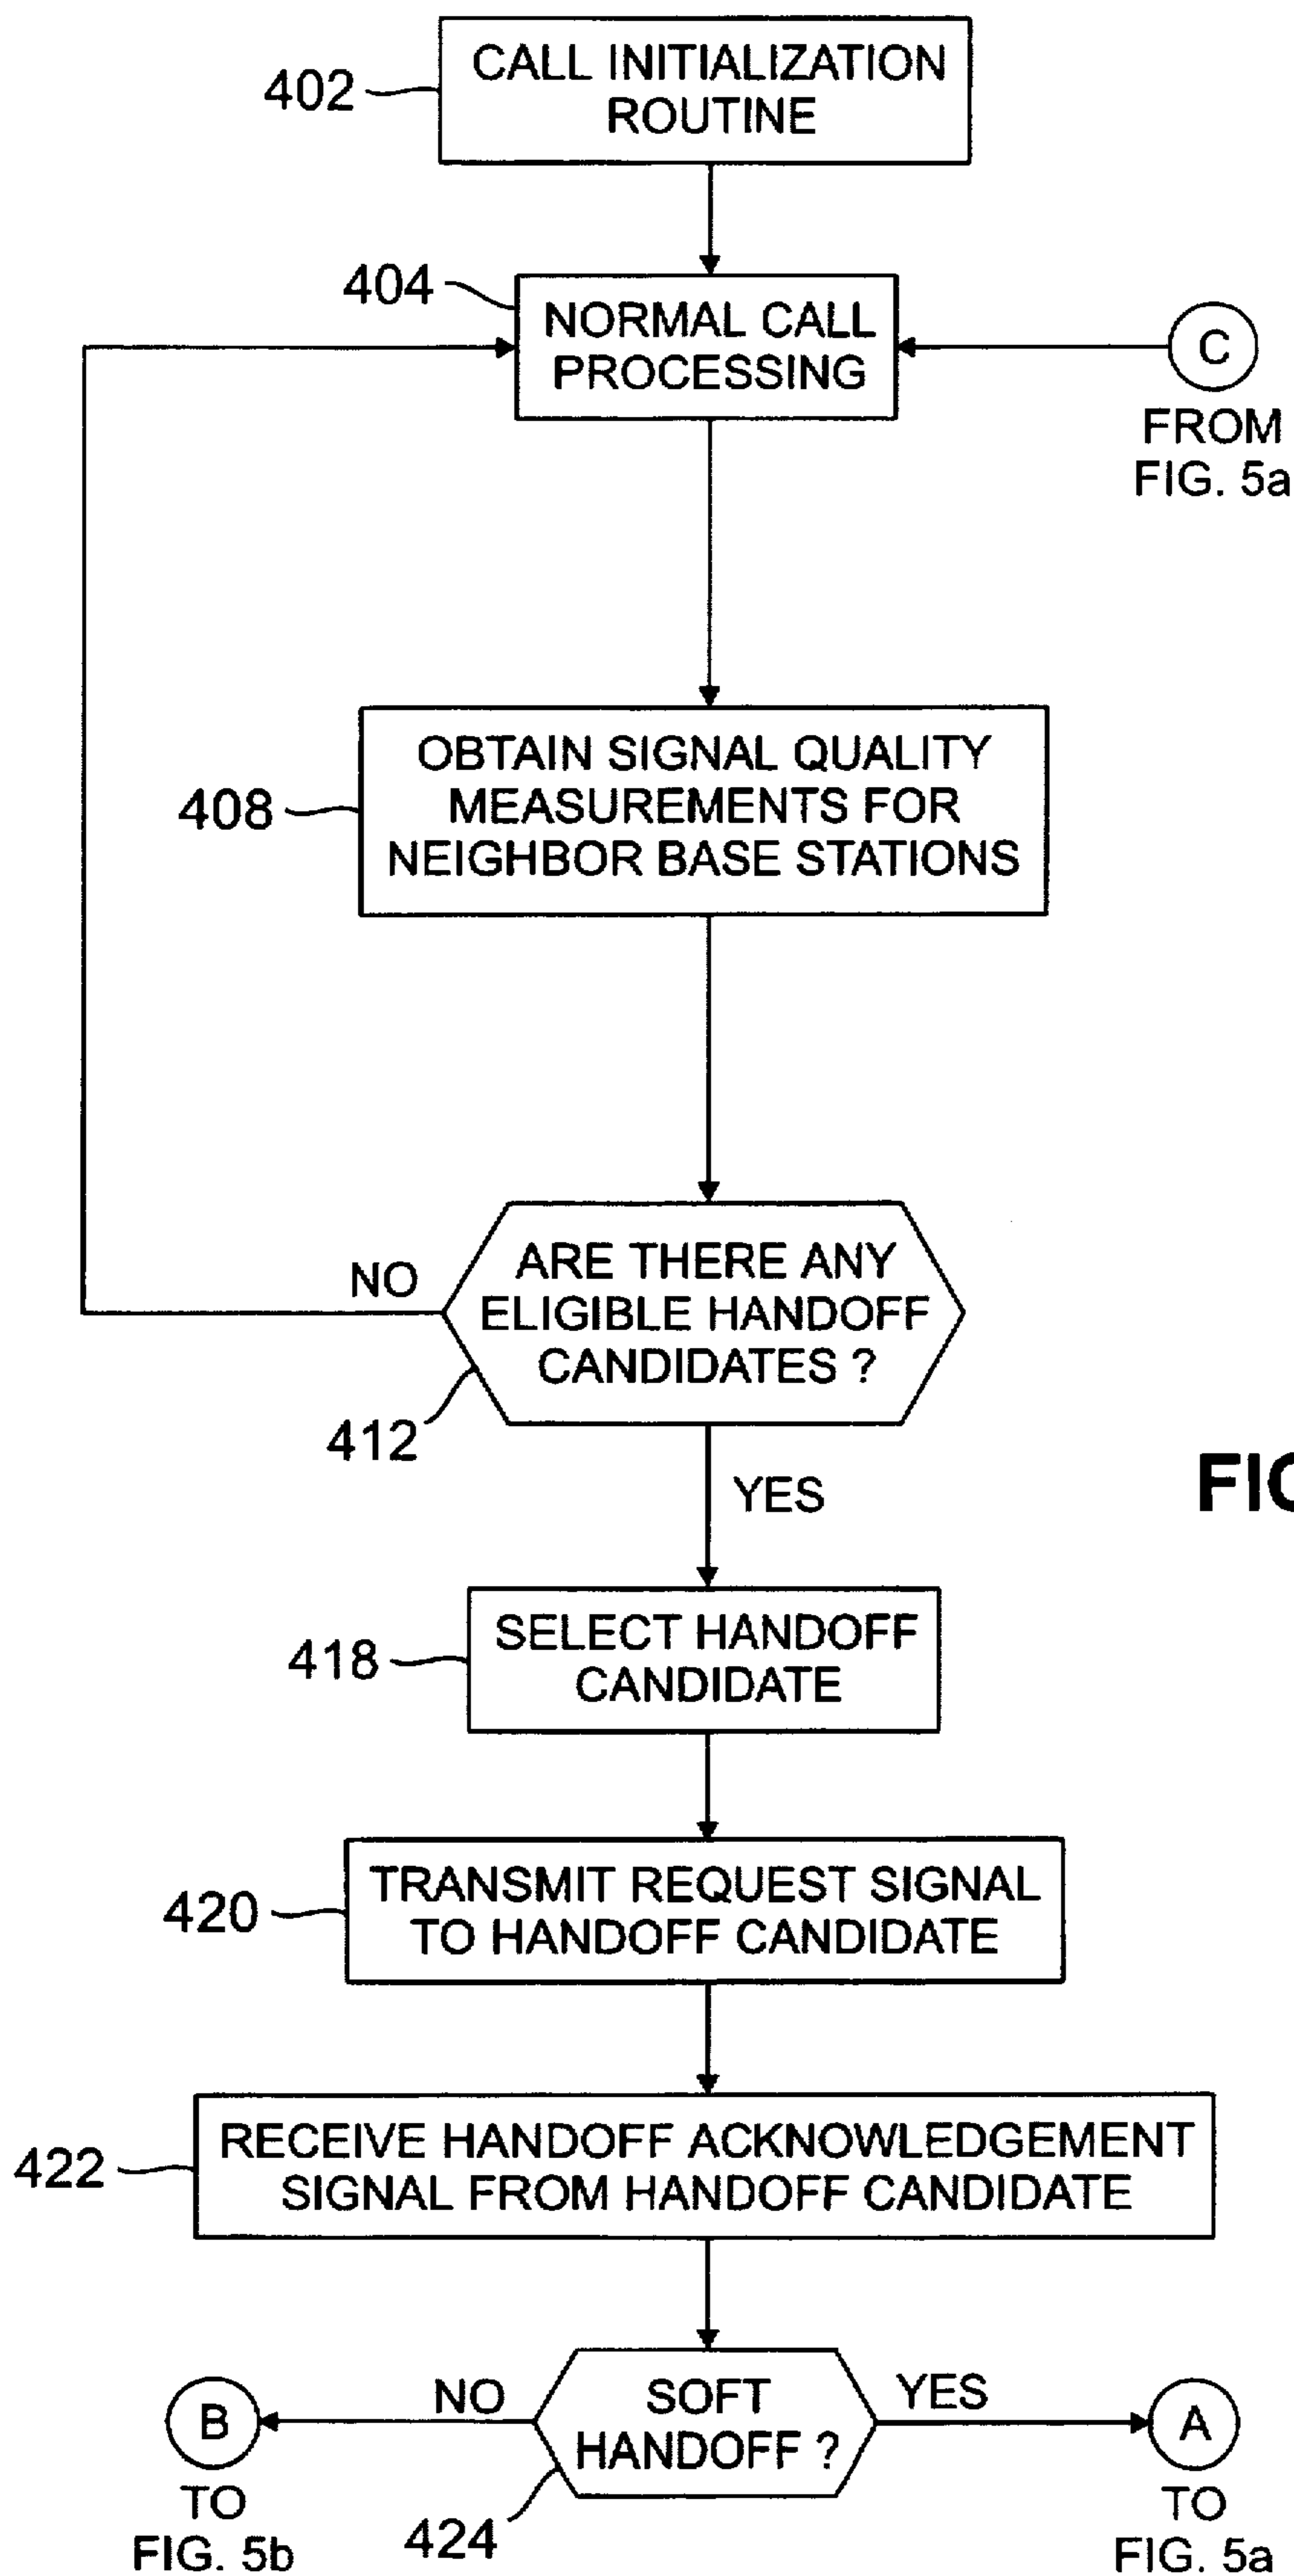 CALL INITIALIZATION
ROUTINE
402
404
NORMAL CALL
PROCESSING
C
FROM
FIG. 5a
OBTAIN SIGNAL QUALITY
MEASUREMENTS FOR
NEIGHBOR BASE STATIONS
408
NO
ARE THERE ANY
ELIGIBLE HANDOFF
CANDIDATES ?
412
YES
SELECT HANDOFF
CANDIDATE
418
TRANSMIT REQUEST SIGNAL
TO HANDOFF CANDIDATE
420
RECEIVE HANDOFF ACKNOWLEDGEMENT
SIGNAL FROM HANDOFF CANDIDATE
422
B
NO
SOFT
HANDOFF ?
YES
A
TO
FIG. 5b
424
TO
FIG. 5a